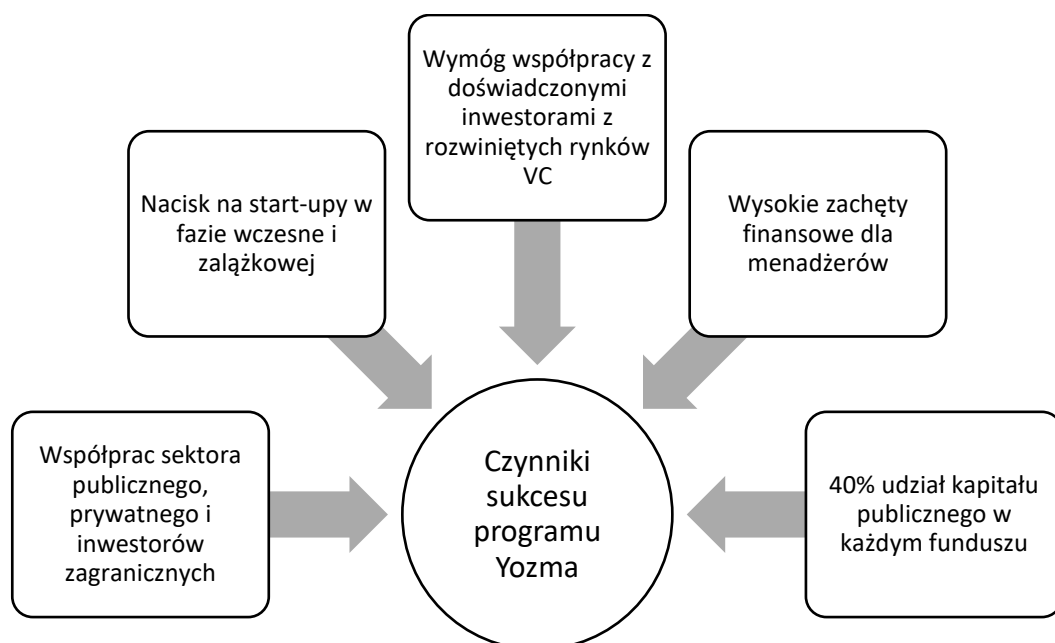 Wymóg współpracy z
doświadczonymi
inwestorami z
rozwiniętych rynków
VC
Nacisk na start-upy w
fazie wczesne i
zalążkowej
Wysokie zachęty
finansowe dla
menadżerów
Współprac sektora
publicznego,
prywatnego i
inwestorów
zagranicznych
Czynniki
sukcesu
programu
Yozma
40% udział kapitału
publicznego w
każdym funduszu